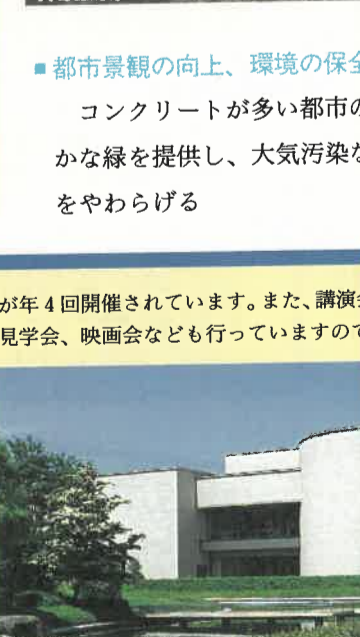 ■都市景観の向上、環境の保全
コンクリートが多い都市の
かな緑を提供し、大気汚染な
をやわらげる
が年4回開催されています。また、講演会
見学会、映画会なども行っていますので